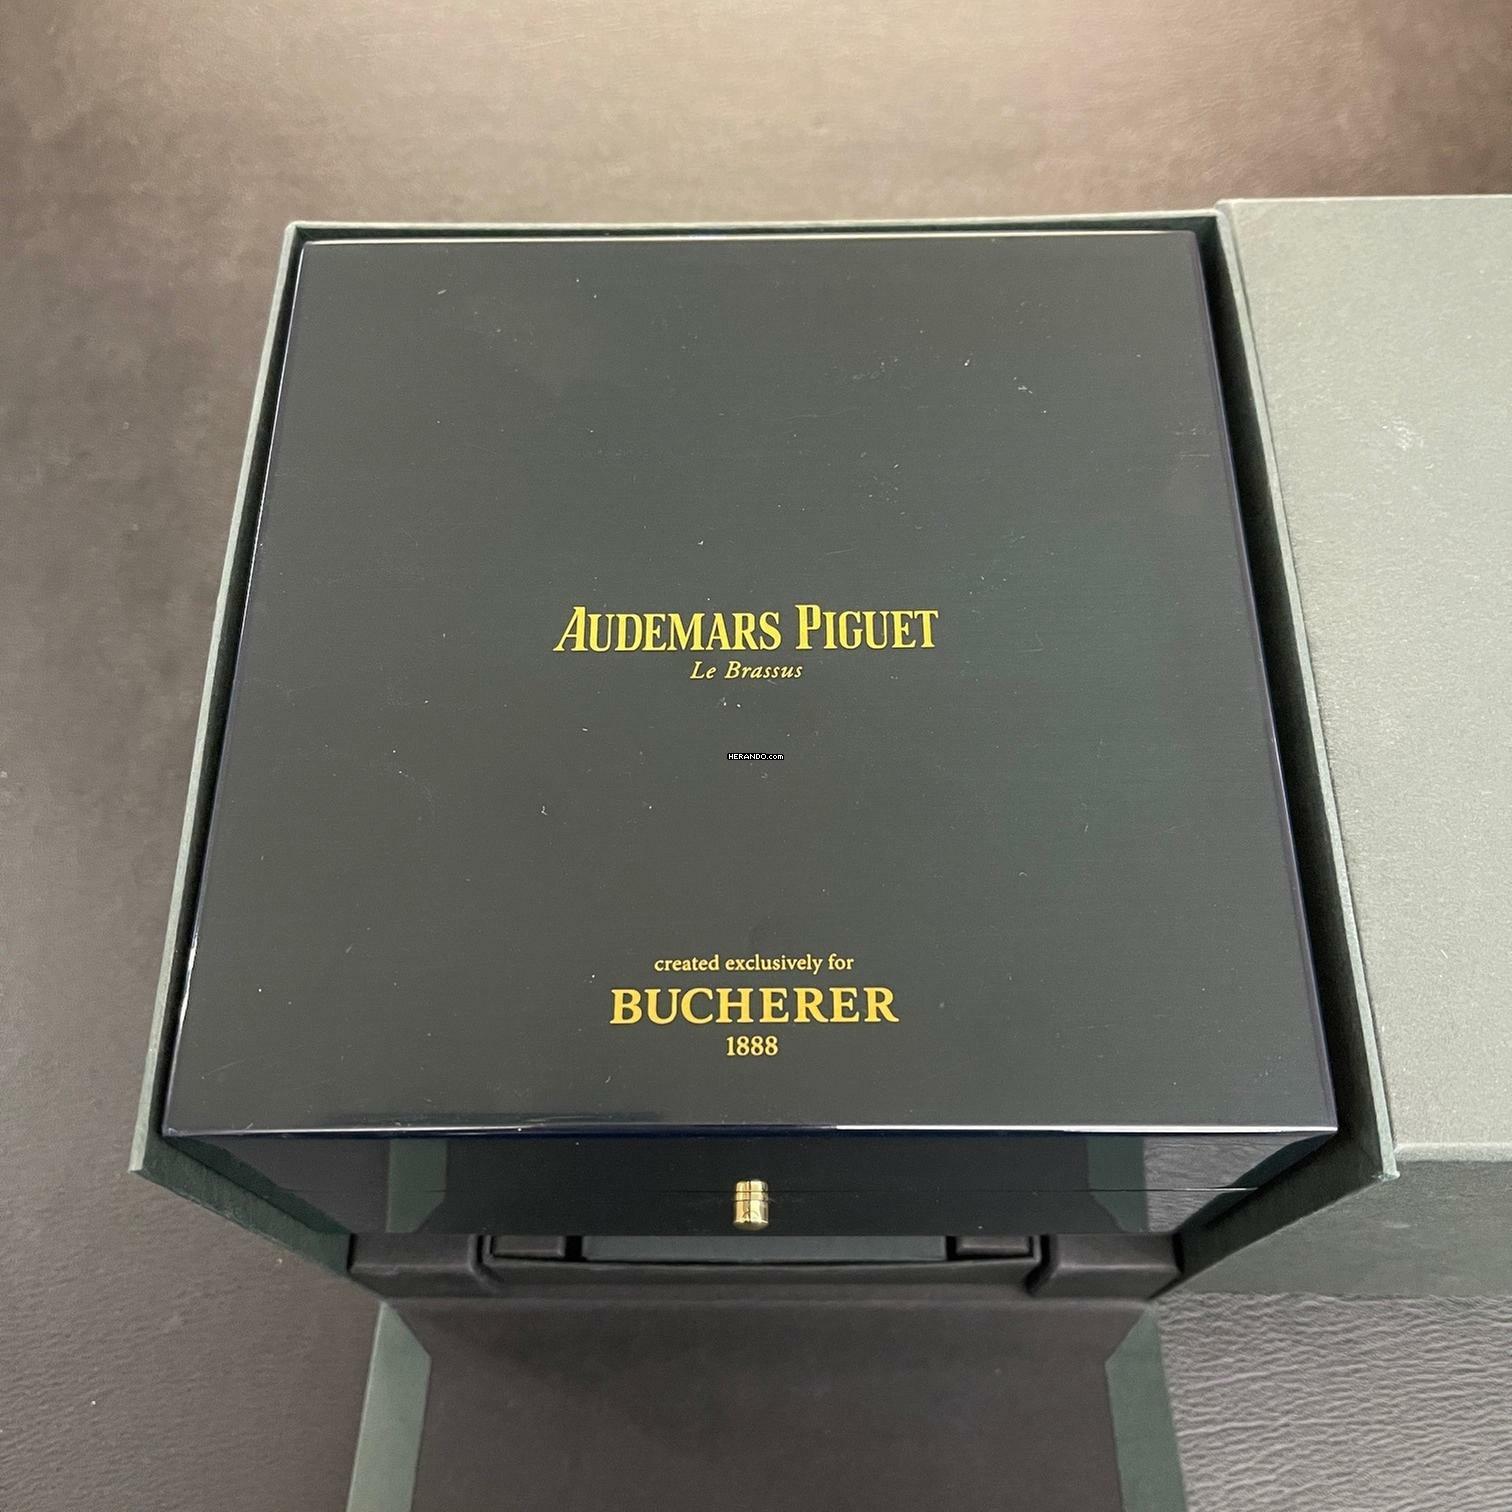 AUDEMARS PIGUET
Le Brassus
HERANDO.com
created exclusively for
BUCHERER
1888